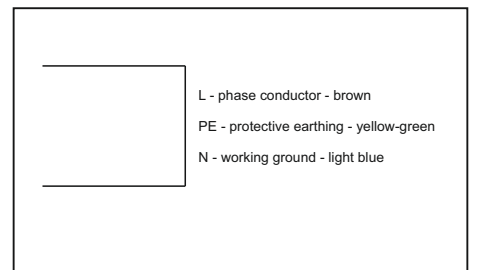 L - phase conductor - brown
PE - protective earthing - yellow-green
N - working ground - light blue